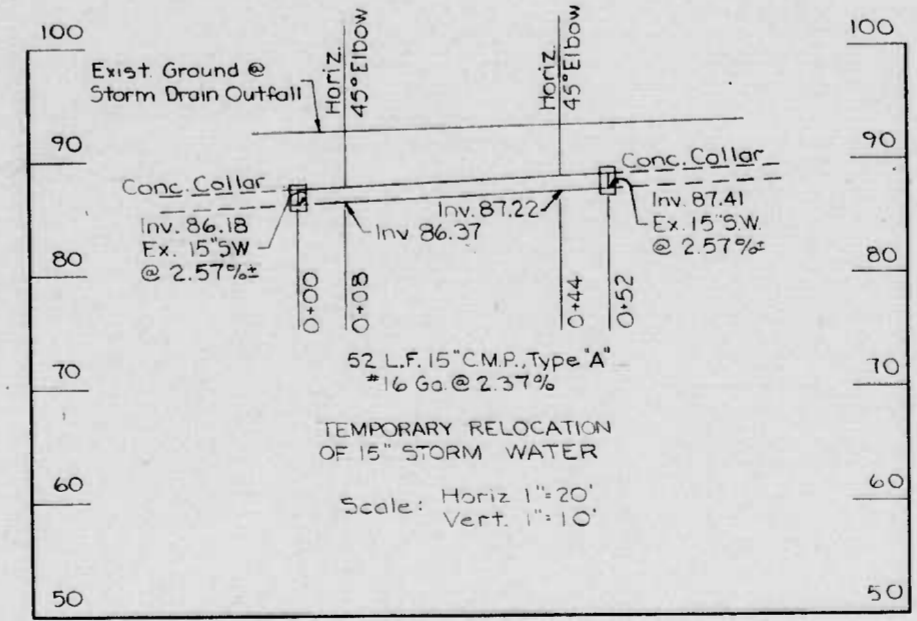 100
100
Exist. Ground @
Storm Drain Outfall
Horiz.
45° Elbow
Horiz.
45° Elbow
90
90
Conc. Collar
Conc. Collar
Inv. 86.18
Ex. 15" SW
@ 2.57%±
Inv. 86.37
Inv. 87.22
Inv. 87.41
Ex. 15" S.W.
@ 2.57%±
80
80
0+00
0+08
0+44
0+52
52 L.F. 15" C.M.P., Type "A"
#16 Ga. @ 2.37%
70
70
TEMPORARY RELOCATION
OF 15" STORM WATER
Scale: Horiz 1"=20'
Vert. 1"=10'
60
60
50
50